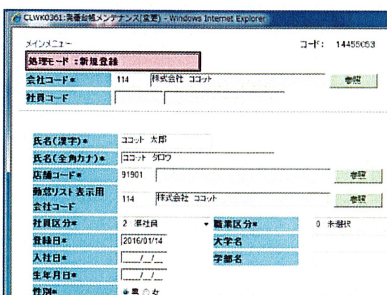 CLWK0361:発番台帳メンテナンス(変更) - Windows Internet Explorer
メインメニュー コード: 14455053
処理モード :新規登録
会社コード* 114 株式会社 ココット 参照
社員コード
氏名(漢字)* ココット 太郎
氏名(全角カナ)* ココット タロウ
店舗コード* 91901 参照
勤怠リスト表示用 会社コード 114 株式会社 ココット 参照
社員区分* 2 準社員 職業区分* 0 未選択
登録日* 2016/01/14 大学名
入社日* __/_/__ 学部名
生年月日* __/_/__
性別* 男 女